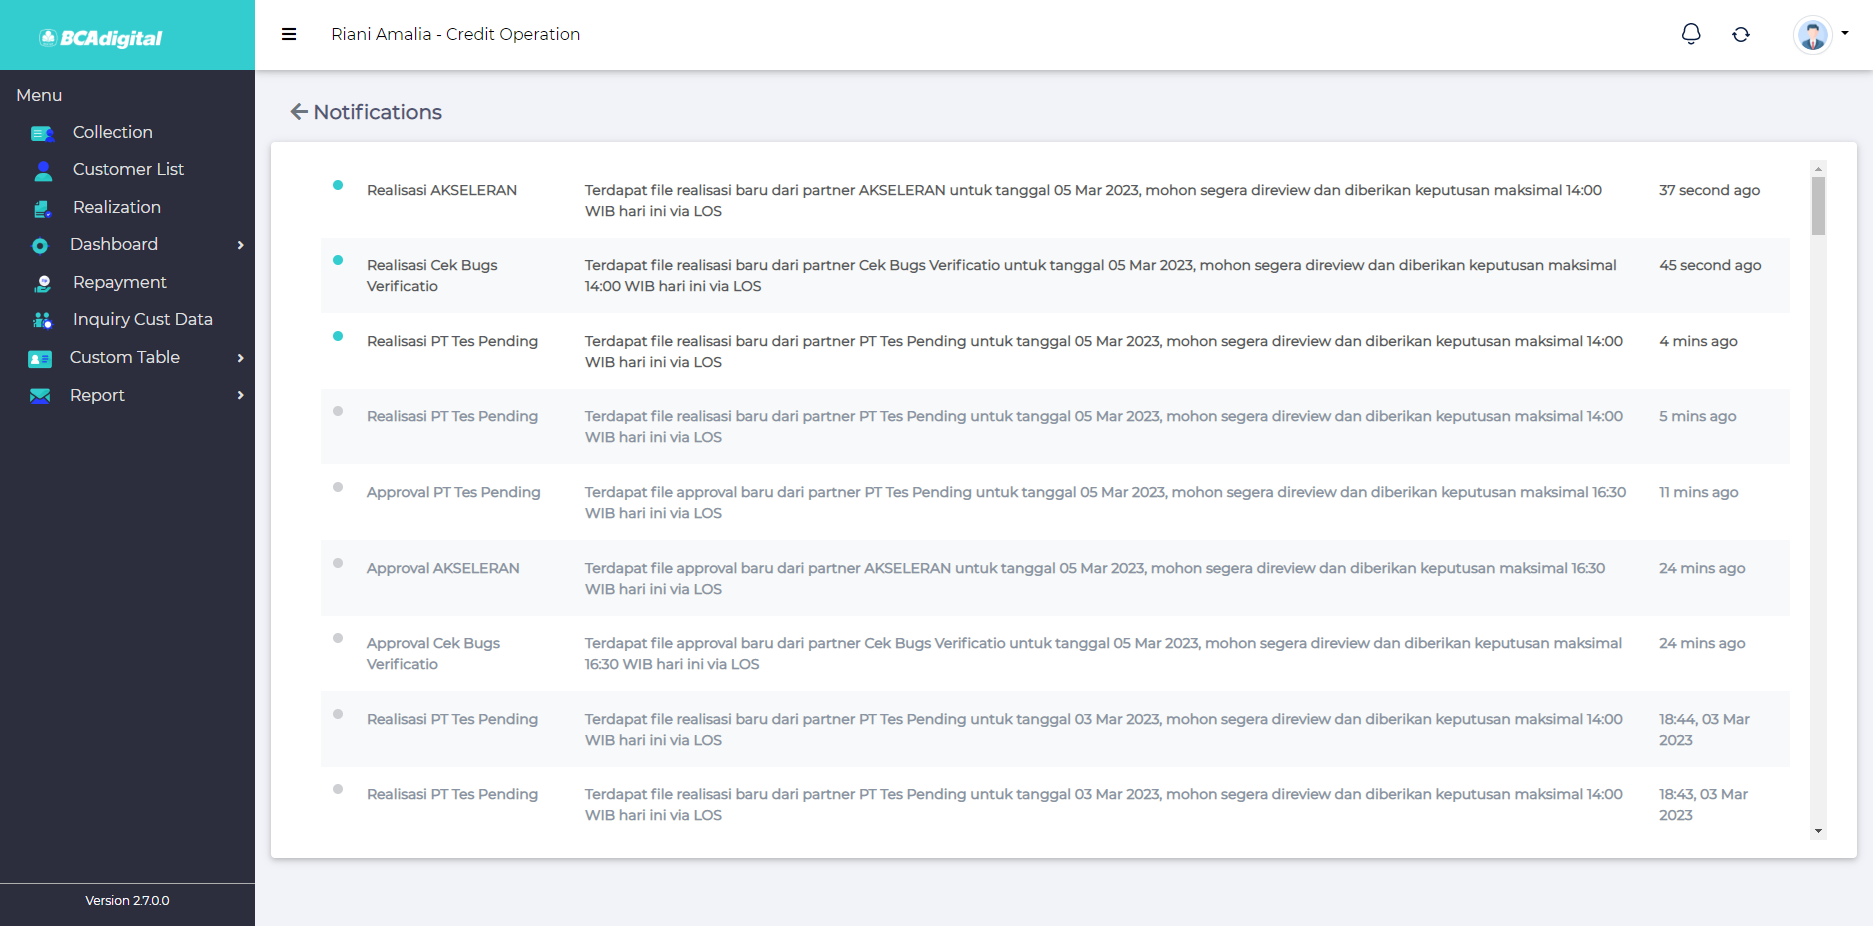 BCAdigital
Riani Amalia - Credit Operation
Menu
Collection
Customer List
Realization
Dashboard
Repayment
Inquiry Cust Data
Custom Table
Report
Version 2.7.0.0
Notifications
Realisasi AKSELERAN
Terdapat file realisasi baru dari partner AKSELERAN untuk tanggal 05 Mar 2023, mohon segera direview dan diberikan keputusan maksimal 14:00
WIB hari ini via LOS
37 second ago
Realisasi Cek Bugs
Verificatio
Terdapat file realisasi baru dari partner Cek Bugs Verificatio untuk tanggal 05 Mar 2023, mohon segera direview dan diberikan keputusan maksimal
14:00 WIB hari ini via LOS
45 second ago
Realisasi PT Tes Pending
Terdapat file realisasi baru dari partner PT Tes Pending untuk tanggal 05 Mar 2023, mohon segera direview dan diberikan keputusan maksimal 14:00
WIB hari ini via LOS
4 mins ago
Realisasi PT Tes Pending
Terdapat file realisasi baru dari partner PT Tes Pending untuk tanggal 05 Mar 2023, mohon segera direview dan diberikan keputusan maksimal 14:00
WIB hari ini via LOS
5 mins ago
Approval PT Tes Pending
Terdapat file approval baru dari partner PT Tes Pending untuk tanggal 05 Mar 2023, mohon segera direview dan diberikan keputusan maksimal 16:30
WIB hari ini via LOS
11 mins ago
Approval AKSELERAN
Terdapat file approval baru dari partner AKSELERAN untuk tanggal 05 Mar 2023, mohon segera direview dan diberikan keputusan maksimal 16:30
WIB hari ini via LOS
24 mins ago
Approval Cek Bugs
Verificatio
Terdapat file approval baru dari partner Cek Bugs Verificatio untuk tanggal 05 Mar 2023, mohon segera direview dan diberikan keputusan maksimal
16:30 WIB hari ini via LOS
24 mins ago
Realisasi PT Tes Pending
Terdapat file realisasi baru dari partner PT Tes Pending untuk tanggal 03 Mar 2023, mohon segera direview dan diberikan keputusan maksimal 14:00
WIB hari ini via LOS
18:44, 03 Mar
2023
Realisasi PT Tes Pending
Terdapat file realisasi baru dari partner PT Tes Pending untuk tanggal 03 Mar 2023, mohon segera direview dan diberikan keputusan maksimal 14:00
WIB hari ini via LOS
18:43, 03 Mar
2023